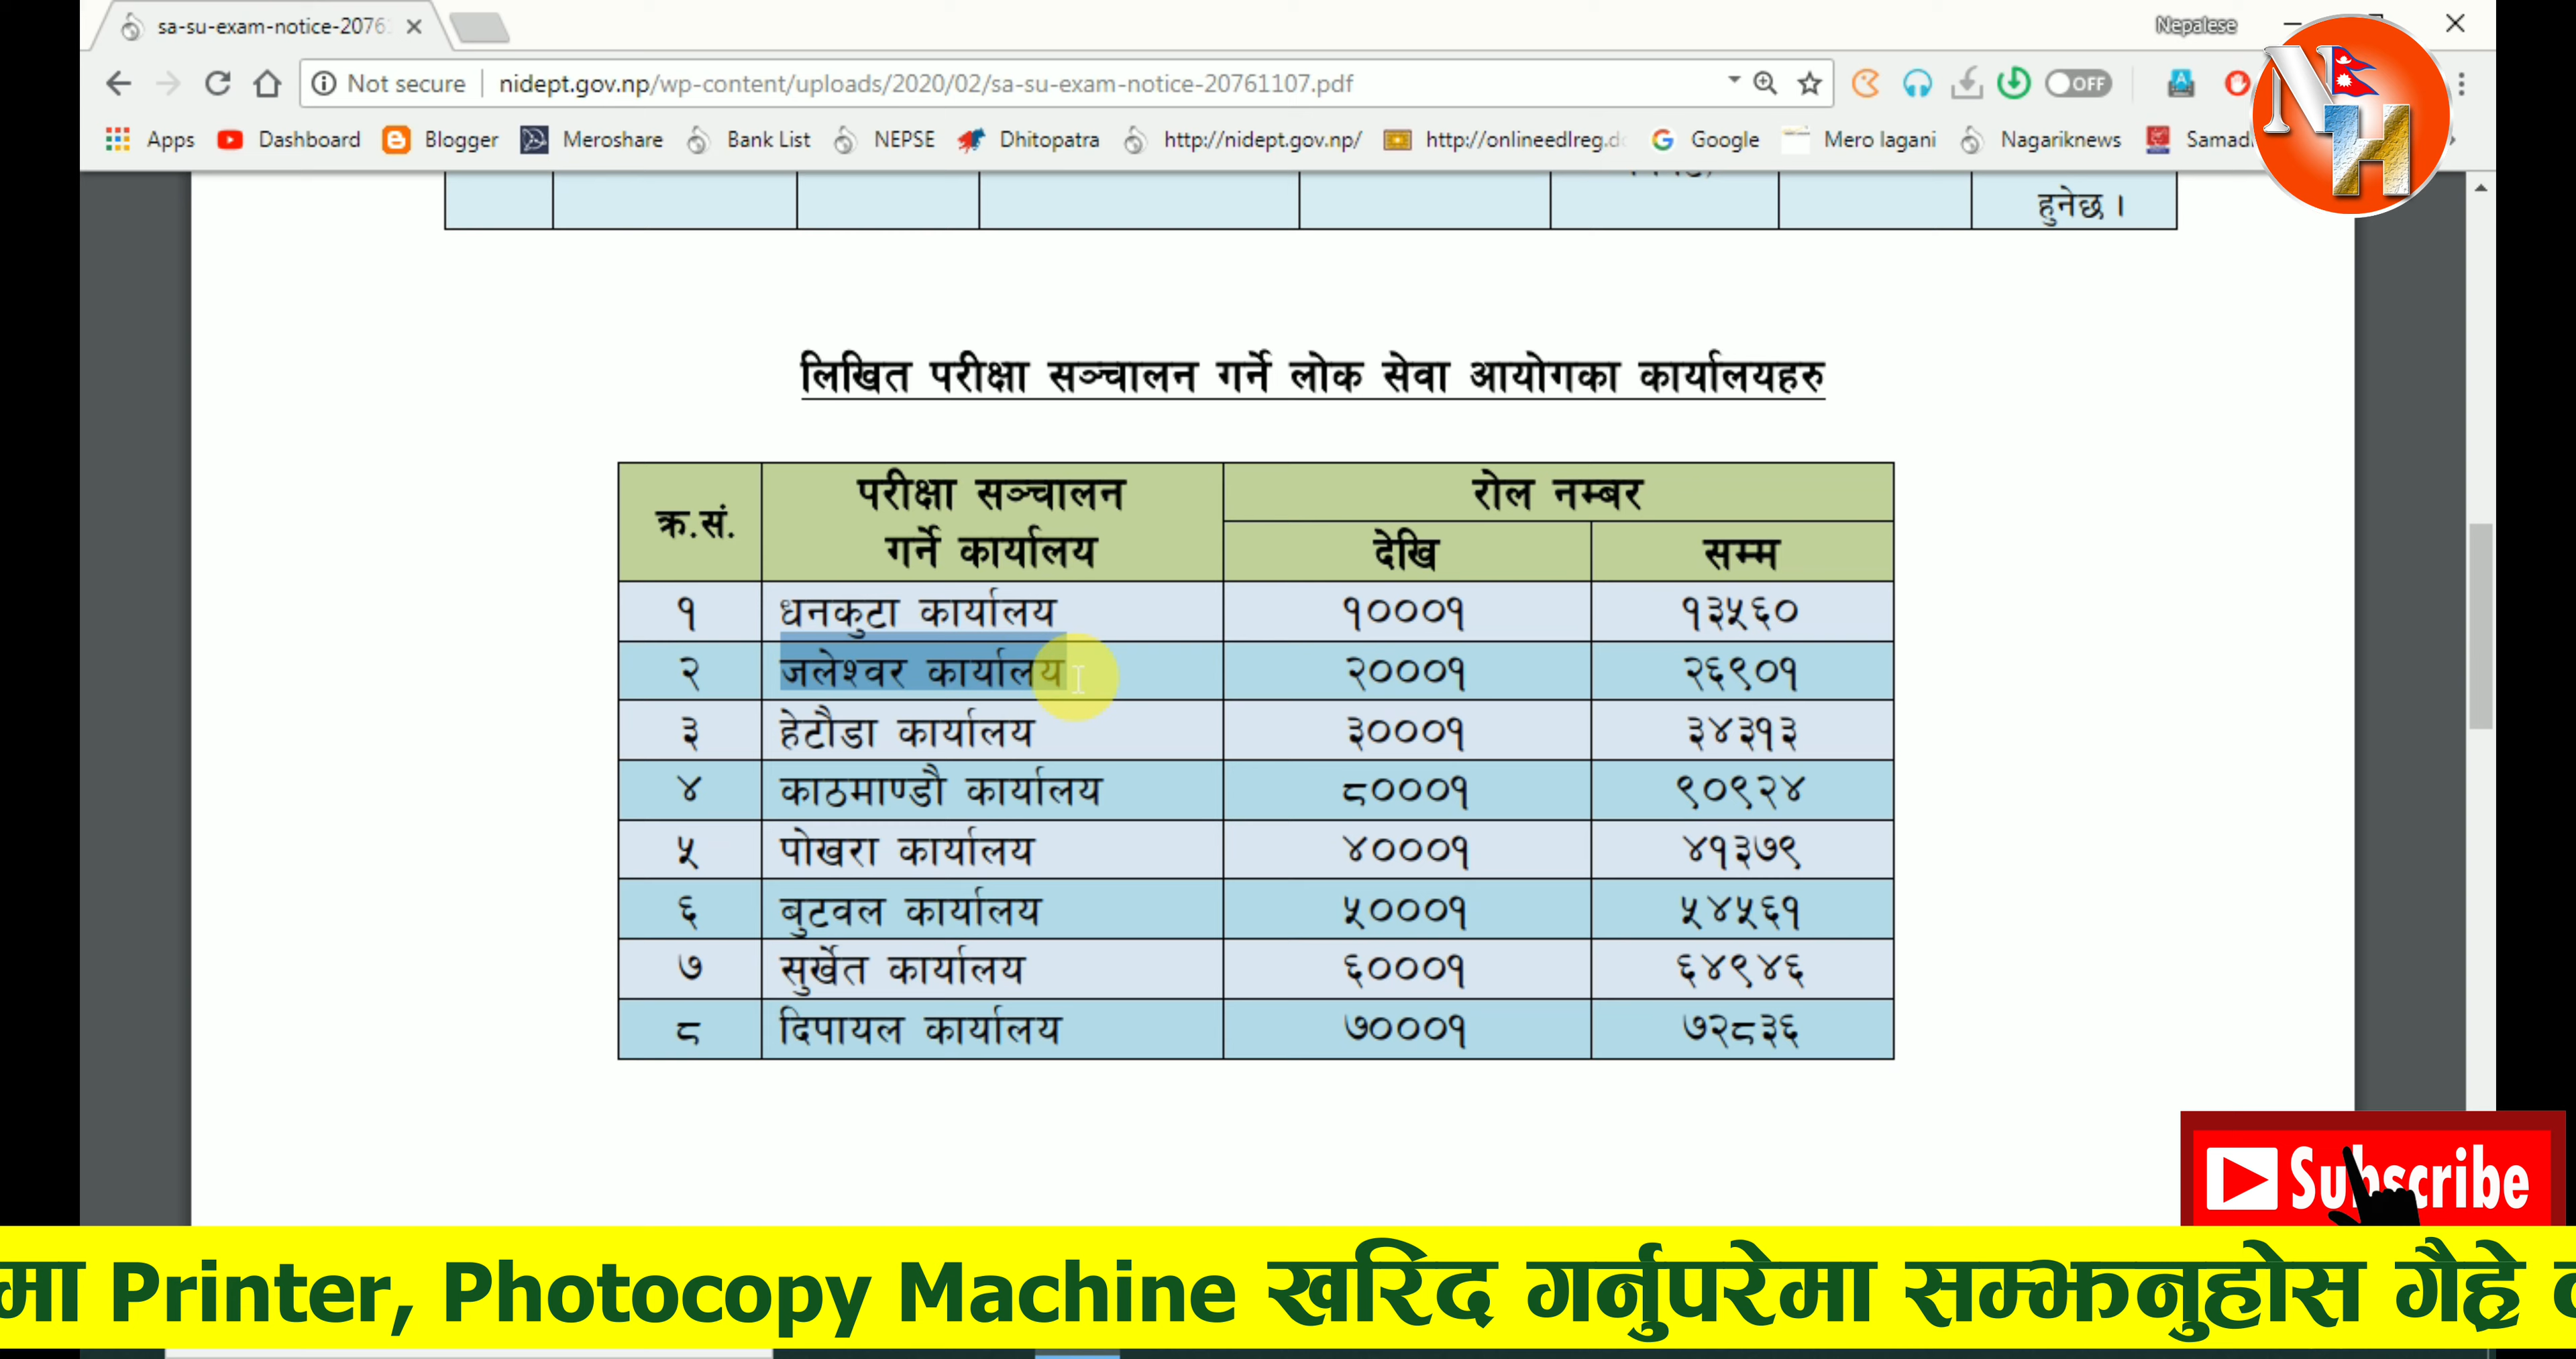 sa-su-exam-notice-2076
Nepalese
Not secure nidept.gov.np/wp-content/uploads/2020/02/sa-su-exam-notice-20761107.pdf OFF
Apps Dashboard Blogger Meroshare Bank List NEPSE Dhitopatra http://nidept.gov.np/ http://onlineedlreg.d Google Mero lagani Nagariknews Samad
NH
हुनेछ ।
लिखित परीक्षा सञ्चालन गर्ने लोक सेवा आयोगका कार्यालयहरु
क्र.सं. परीक्षा सञ्चालन गर्ने कार्यालय रोल नम्बर
देखि सम्म
१ धनकुटा कार्यालय १०००१ १३५६०
२ जलेश्वर कार्यालय २०००१ २६९०१
३ हेटौडा कार्यालय ३०००१ ३४३१३
४ काठमाण्डौ कार्यालय ८०००१ ९०९२४
५ पोखरा कार्यालय ४०००१ ४१३७९
६ बुटवल कार्यालय ५०००१ ५४५६१
७ सुर्खेत कार्यालय ६०००१ ६४९४६
८ दिपायल कार्यालय ७०००१ ७२८३६
Subscribe
मा Printer, Photocopy Machine खरिद गर्नुपरेमा सम्झनुहोस गैह्रे